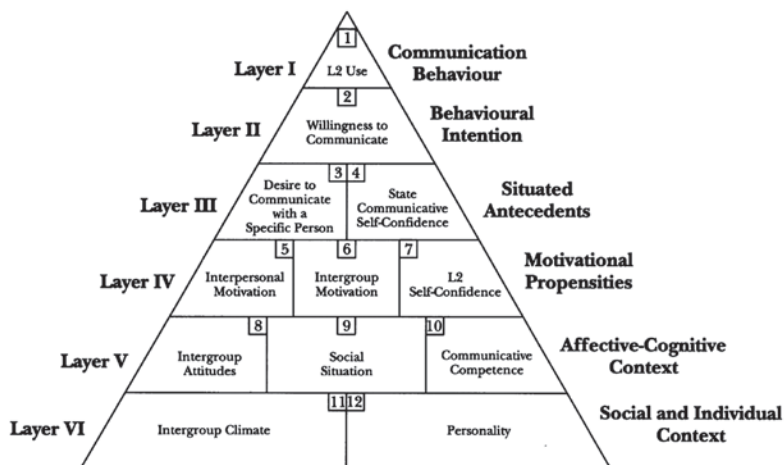 1
Layer I
L2 Use
Communication
Behaviour
2
Layer II
Willingness to
Communicate
Behavioural
Intention
3 4
Layer III
Desire to
Communicate
with a
Specific Person
State
Communicative
Self-Confidence
Situated
Antecedents
5 6 7
Layer IV
Interpersonal
Motivation
Intergroup
Motivation
L2
Self-Confidence
Motivational
Propensities
8 9 10
Layer V
Intergroup
Attitudes
Social
Situation
Communicative
Competence
Affective-Cognitive
Context
11 12
Layer VI
Intergroup Climate
Personality
Social and Individual
Context